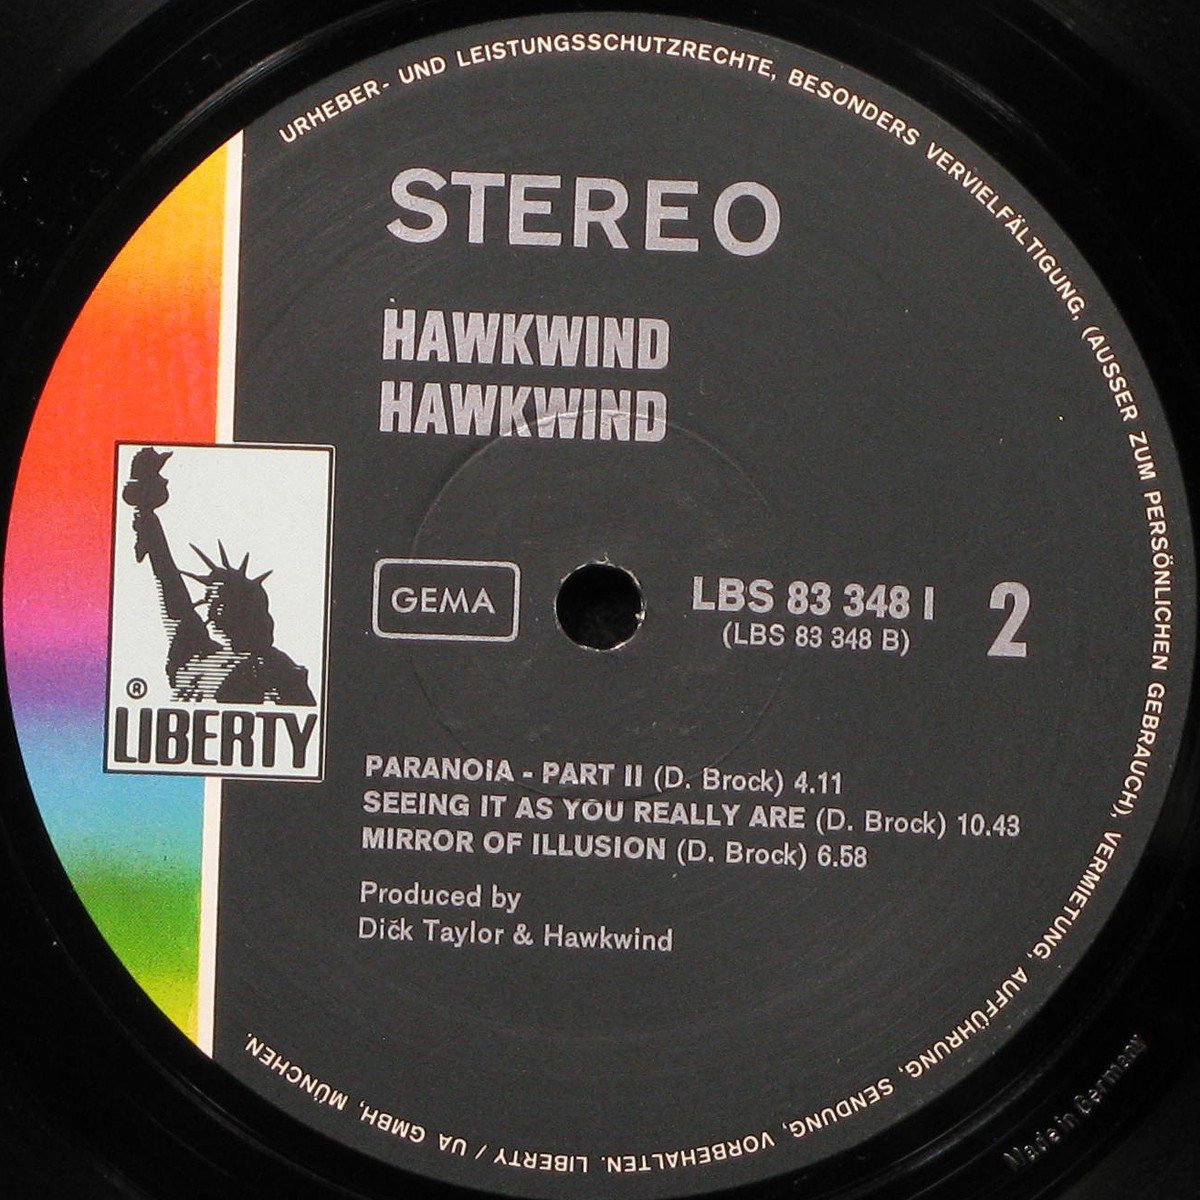 URHEBER- UND LEISTUNGSSCHUTZRECHTE, BESONDERS VERVIELFÄLTIGUNG, (AUSSER ZUM PERSÖNLICHEN GEBRAUCH), VERMIETUNG, AUFFÜHRUNG, SENDUNG, VORBEHALTEN. LIBERTY / UA GMBH, MÜNCHEN.
STEREO
HAWKWIND
HAWKWIND
® LIBERTY
GEMA
LBS 83 348 I
(LBS 83 348 B)
2
PARANOIA - PART II (D. Brock) 4.11
SEEING IT AS YOU REALLY ARE (D. Brock) 10.43
MIRROR OF ILLUSION (D. Brock) 6.58
Produced by
Dick Taylor & Hawkwind
Made in Germany